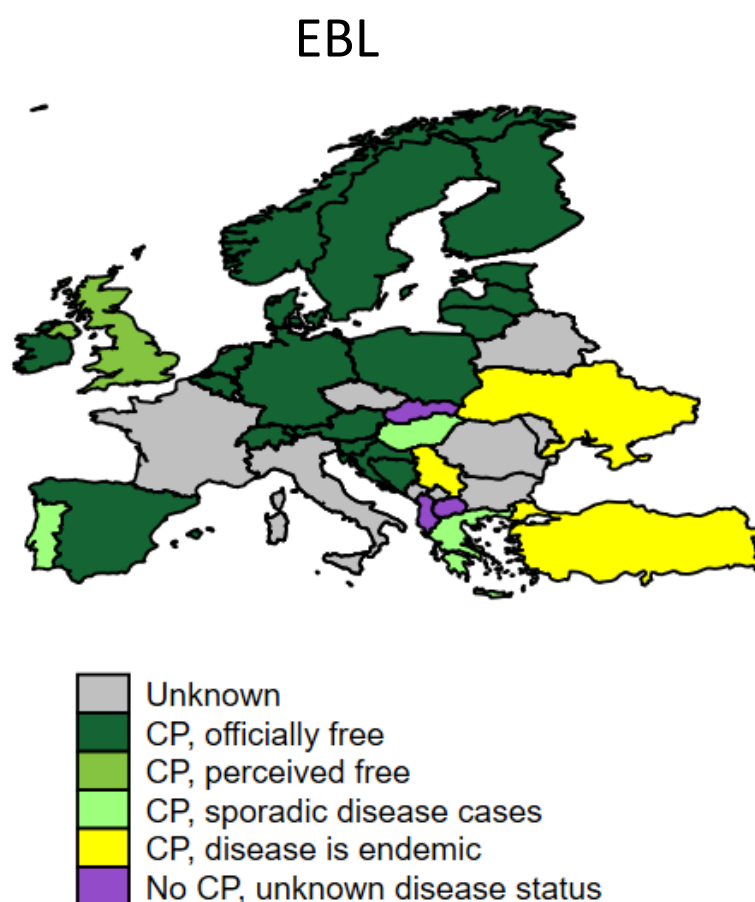 EBL
Unknown
CP, officially free
CP, perceived free
CP, sporadic disease cases
CP, disease is endemic
No CP, unknown disease status